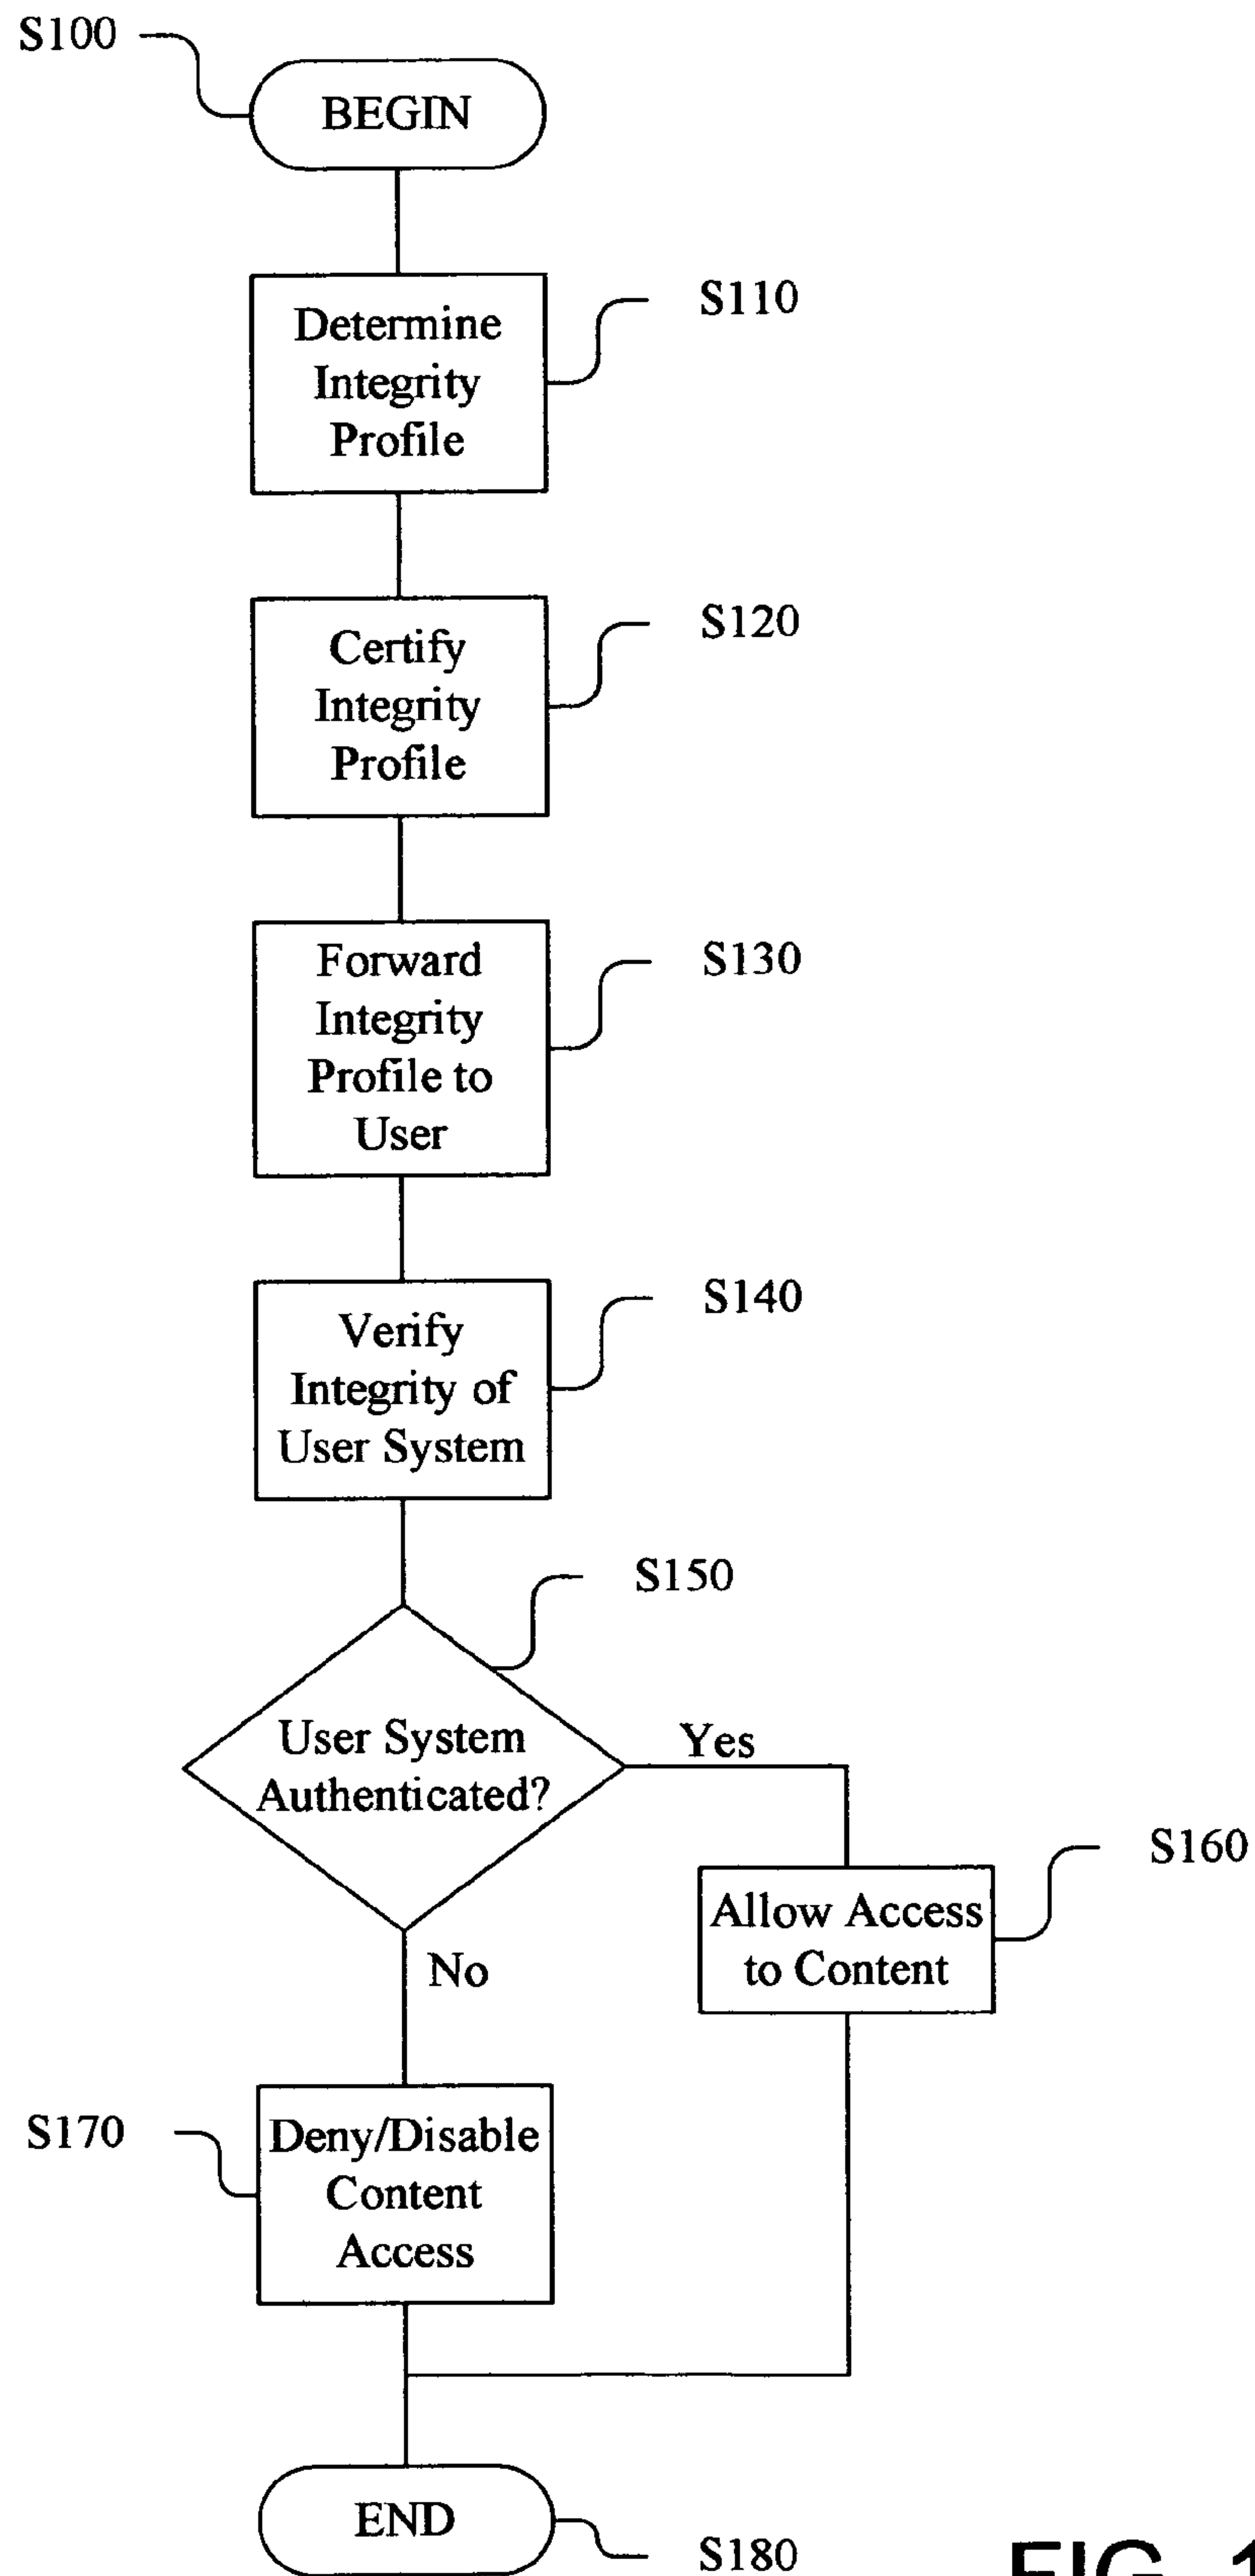 S100
BEGIN
Determine
Integrity
Profile
S110
Certify
Integrity
Profile
S120
Forward
Integrity
Profile to
User
S130
Verify
Integrity of
User System
S140
S150
User System
Authenticated?
Yes
No
Allow Access
to Content
S160
S170
Deny/Disable
Content
Access
END
S180
FIG. 1